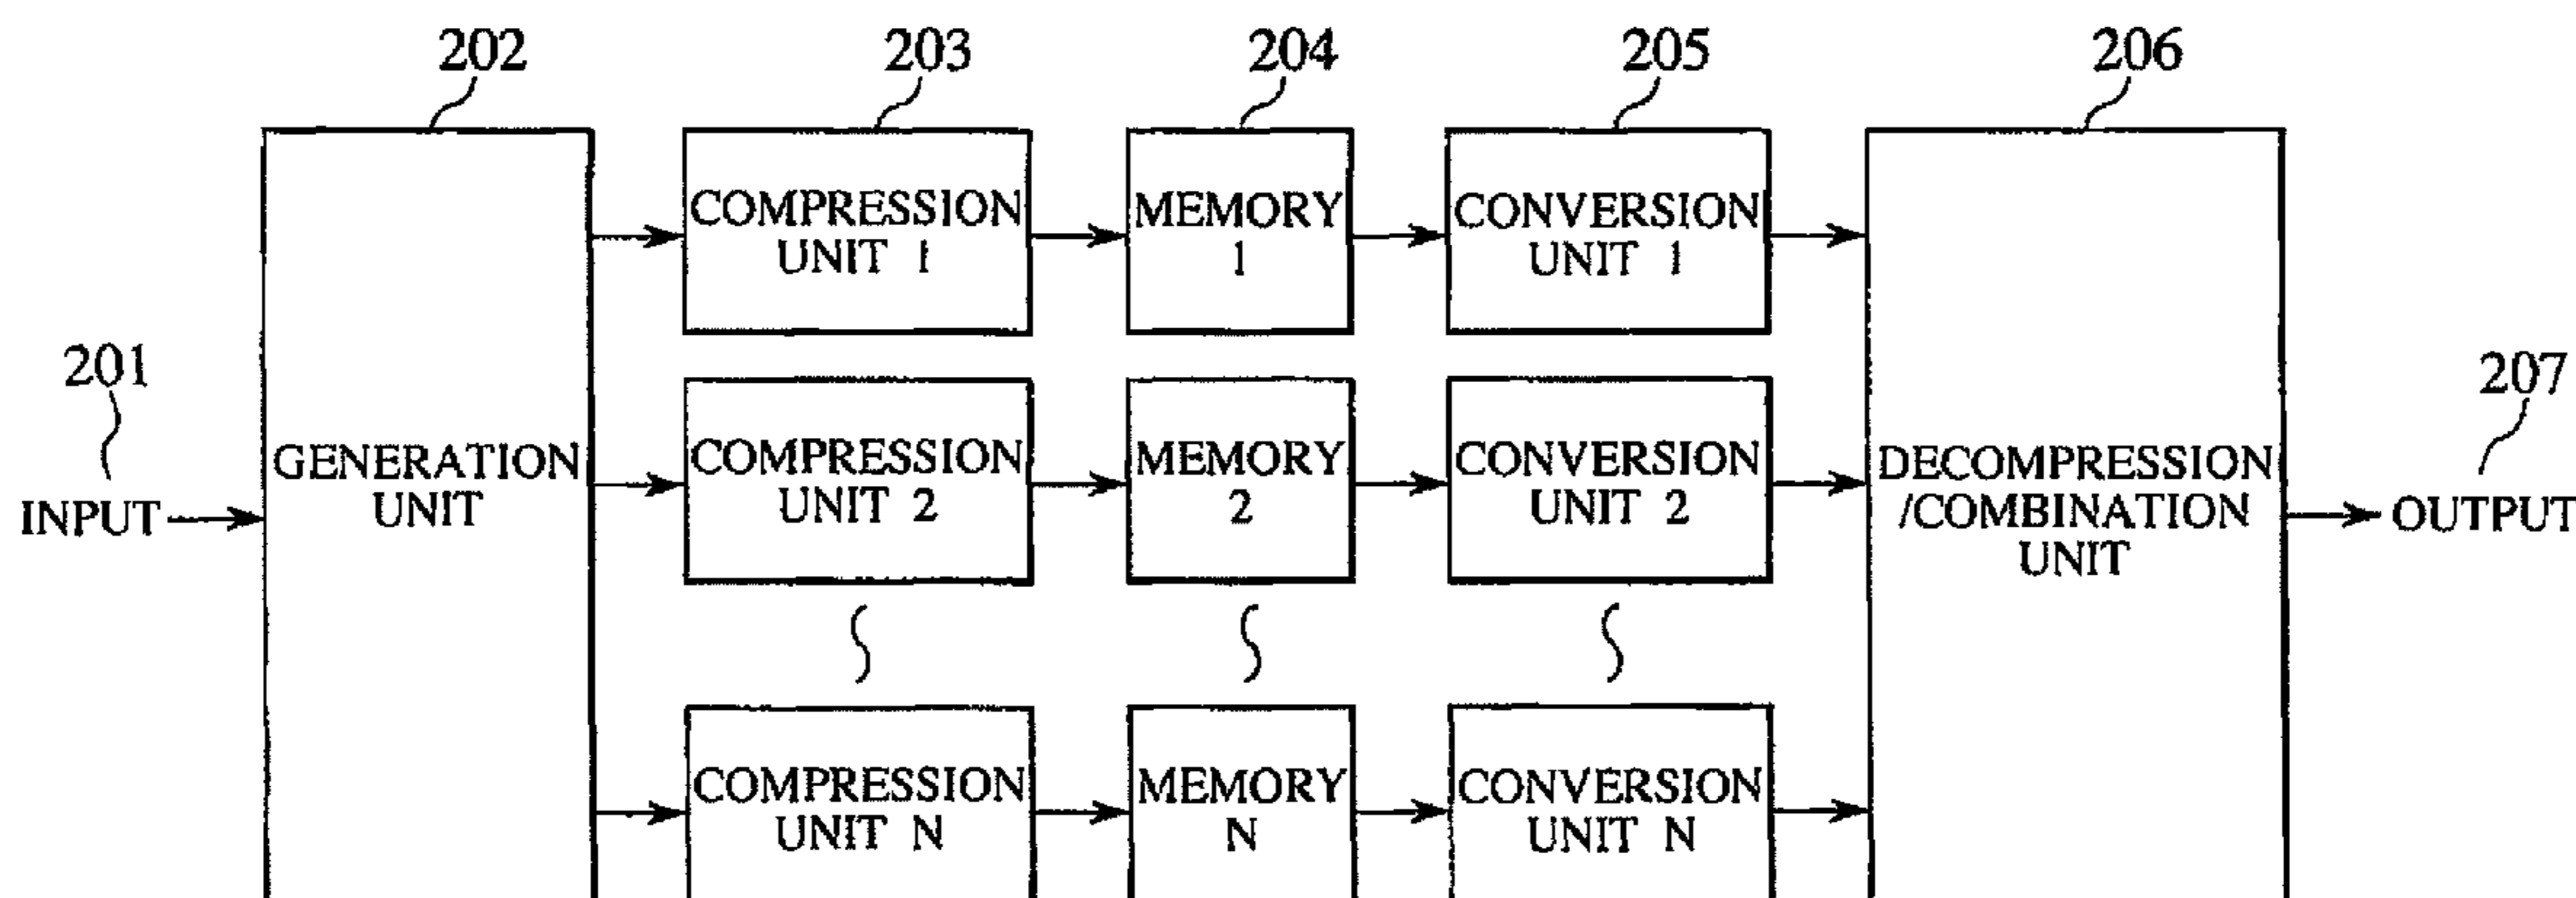 202
203
204
205
206
COMPRESSION
UNIT 1
MEMORY
1
CONVERSION
UNIT 1
201
INPUT
GENERATION
UNIT
COMPRESSION
UNIT 2
MEMORY
2
CONVERSION
UNIT 2
DECOMPRESSION
/COMBINATION
UNIT
207
OUTPUT
COMPRESSION
UNIT N
MEMORY
N
CONVERSION
UNIT N